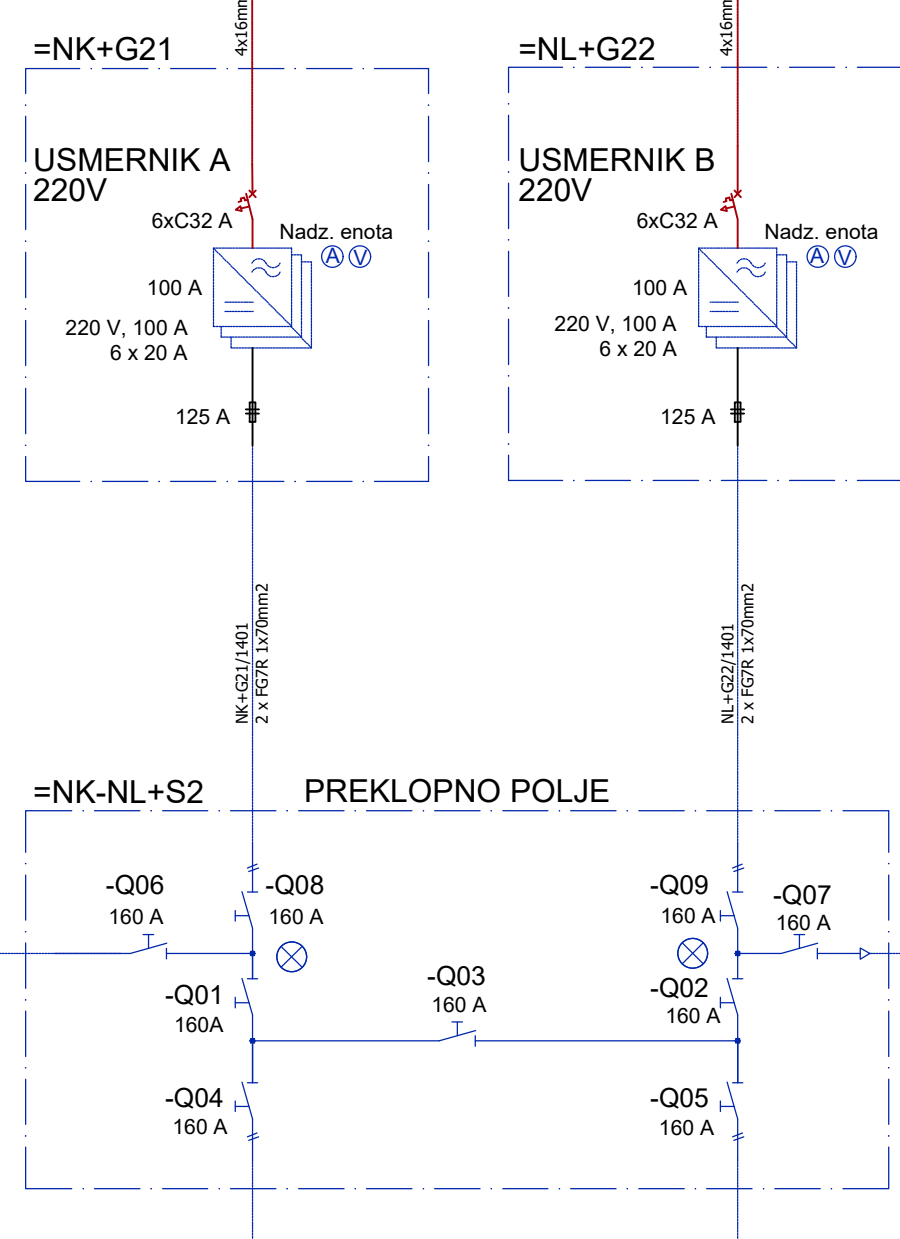 4x16mm
4x16mm
=NK+G21
=NL+G22
USMERNIK A
220V
USMERNIK B
220V
6xC32 A
6xC32 A
Nadz. enota
A V
Nadz. enota
A V
100 A
220 V, 100 A
6 x 20 A
100 A
220 V, 100 A
6 x 20 A
125 A
125 A
NK+G21/1401
2 x FG7R 1x70mm2
NL+G22/1401
2 x FG7R 1x70mm2
=NK-NL+S2
PREKLOPNO POLJE
-Q06
160 A
-Q08
160 A
-Q09
160 A
-Q07
160 A
-Q01
160A
-Q03
160 A
-Q02
160 A
-Q04
160 A
-Q05
160 A